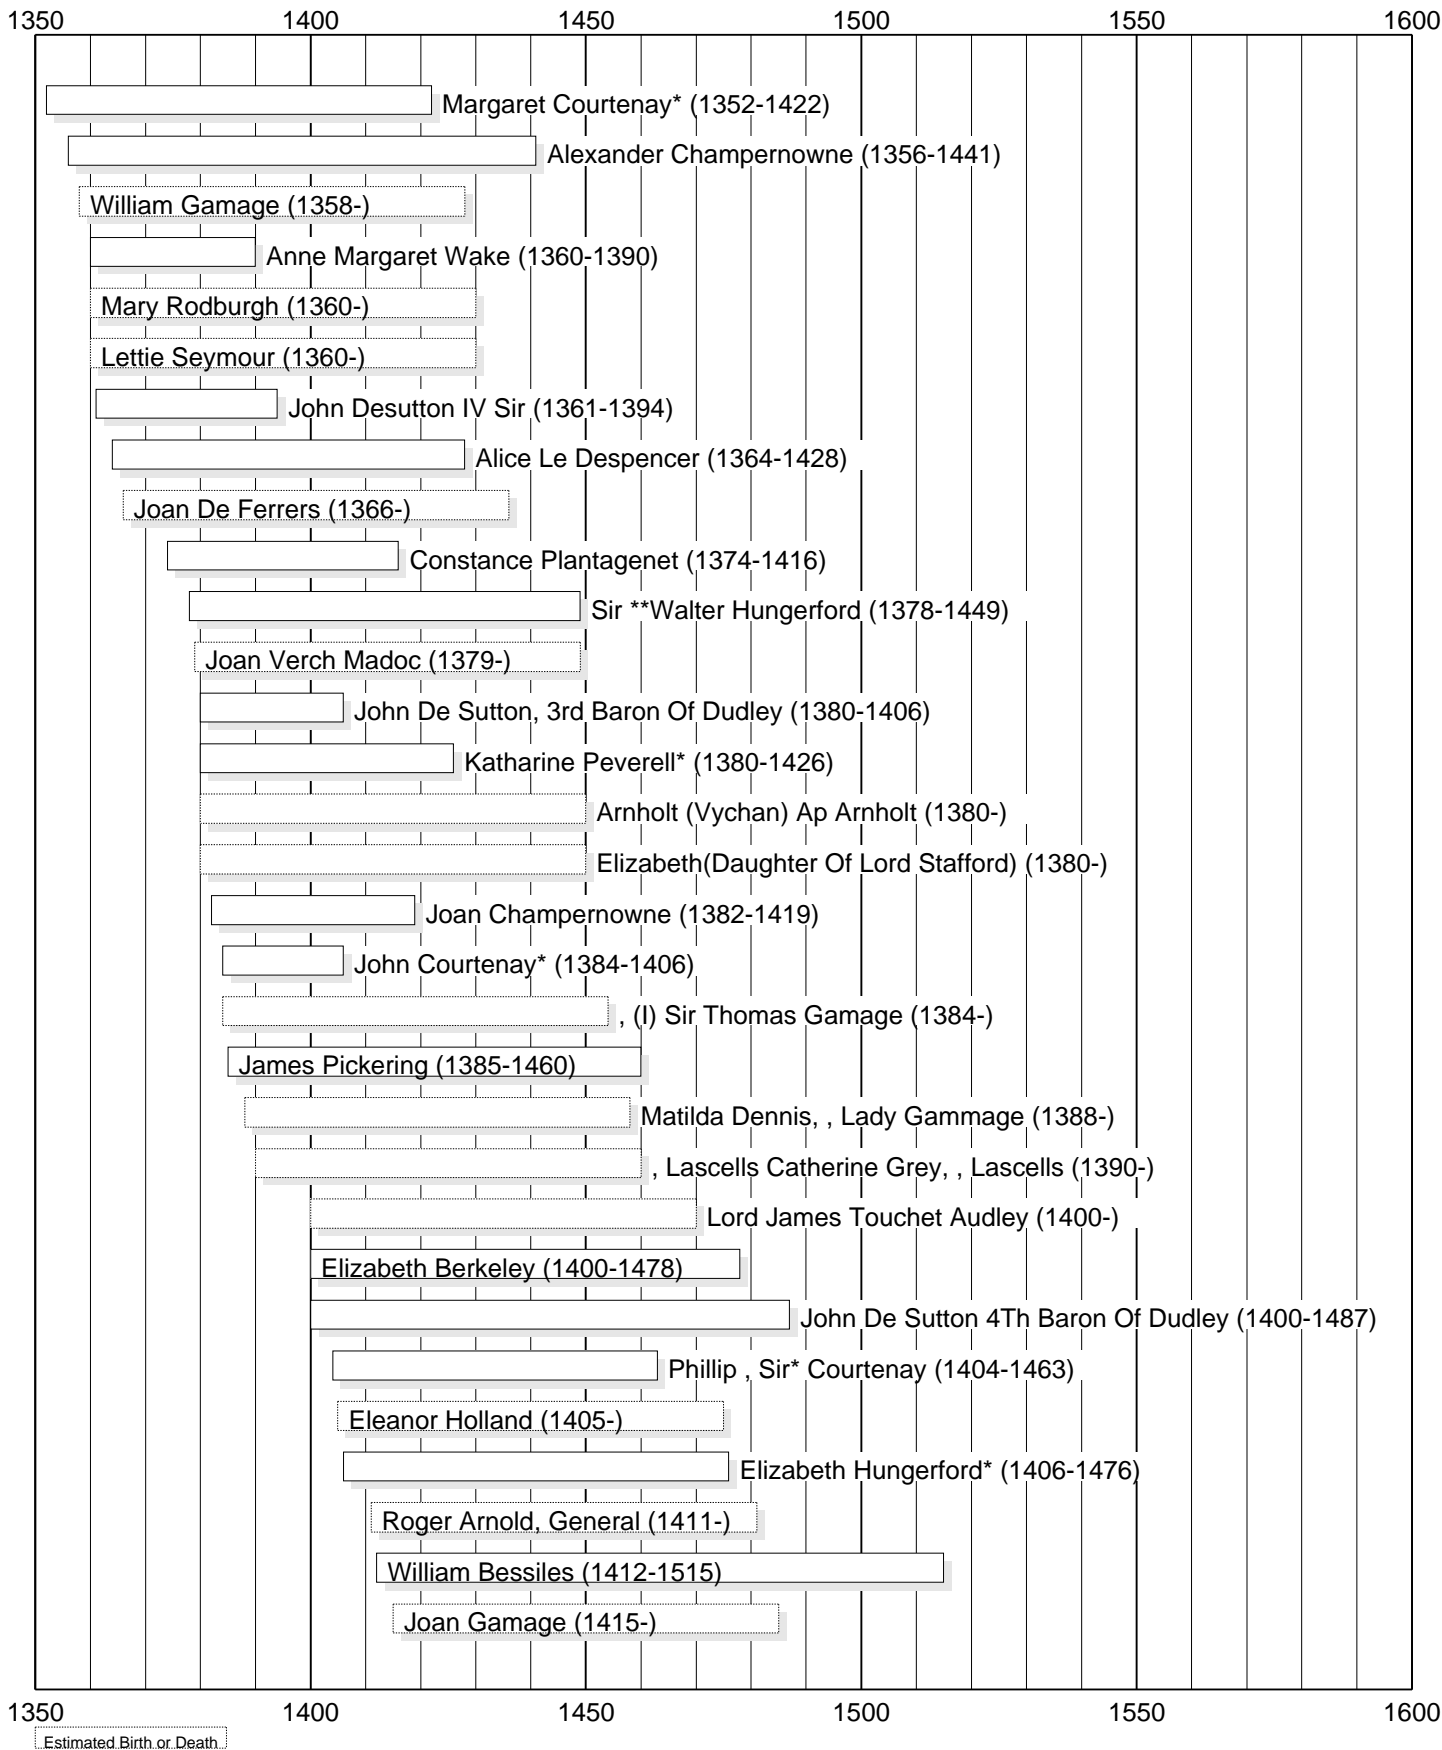 1350 1400 1450 1500 1550 1600
Margaret Courtenay* (1352-1422)
Alexander Champernowne (1356-1441)
William Gamage (1358-)
Anne Margaret Wake (1360-1390)
Mary Rodburgh (1360-)
Lettie Seymour (1360-)
John Desutton IV Sir (1361-1394)
Alice Le Despencer (1364-1428)
Joan De Ferrers (1366-)
Constance Plantagenet (1374-1416)
Sir **Walter Hungerford (1378-1449)
Joan Verch Madoc (1379-)
John De Sutton, 3rd Baron Of Dudley (1380-1406)
Katharine Peverell* (1380-1426)
Arnholt (Vychan) Ap Arnholt (1380-)
Elizabeth(Daughter Of Lord Stafford) (1380-)
Joan Champernowne (1382-1419)
John Courtenay* (1384-1406)
, (I) Sir Thomas Gamage (1384-)
James Pickering (1385-1460)
Matilda Dennis, , Lady Gammage (1388-)
, Lascells Catherine Grey, , Lascells (1390-)
Lord James Touchet Audley (1400-)
Elizabeth Berkeley (1400-1478)
John De Sutton 4Th Baron Of Dudley (1400-1487)
Phillip , Sir* Courtenay (1404-1463)
Eleanor Holland (1405-)
Elizabeth Hungerford* (1406-1476)
Roger Arnold, General (1411-)
William Bessiles (1412-1515)
Joan Gamage (1415-)
1350 1400 1450 1500 1550 1600
Estimated Birth or Death